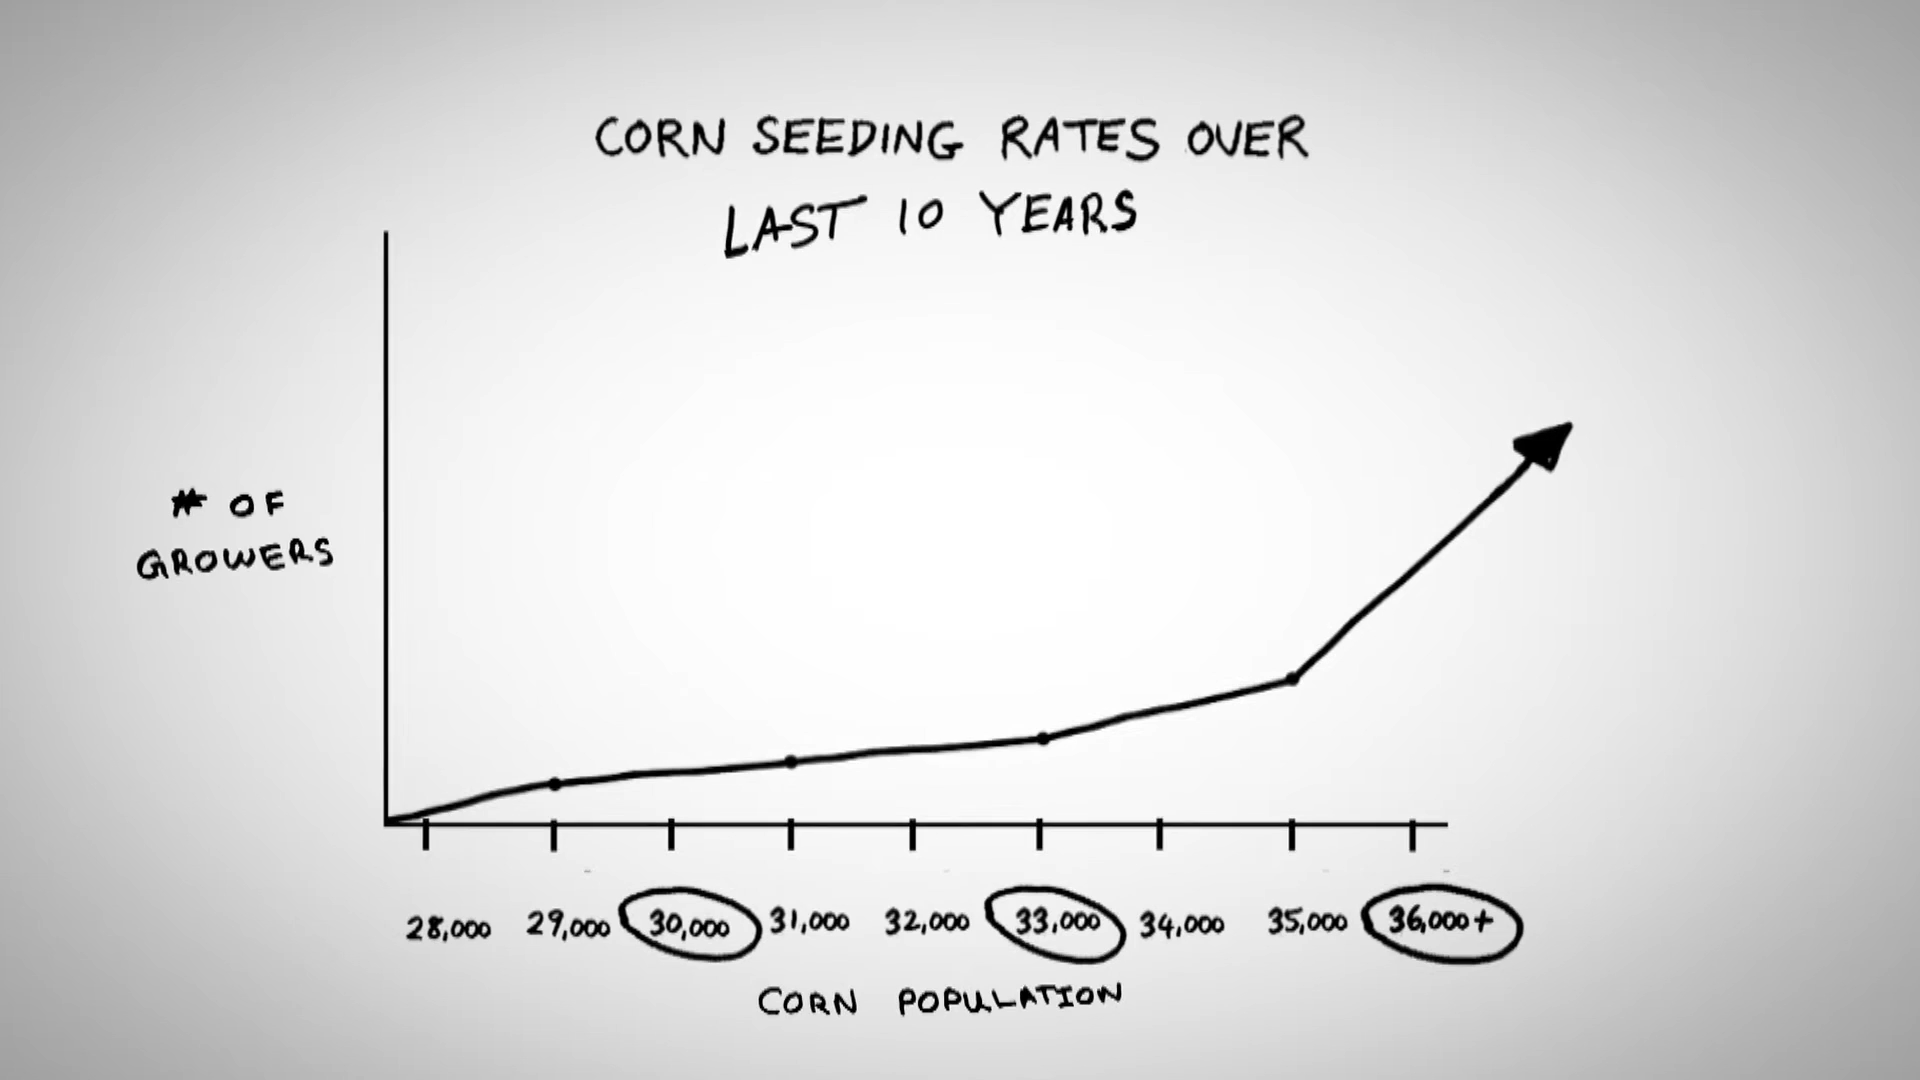 CORN SEEDING RATES OVER
LAST 10 YEARS
# OF
GROWERS
28,000 29,000 30,000 31,000 32,000 33,000 34,000 35,000 36,000+
CORN POPULATION